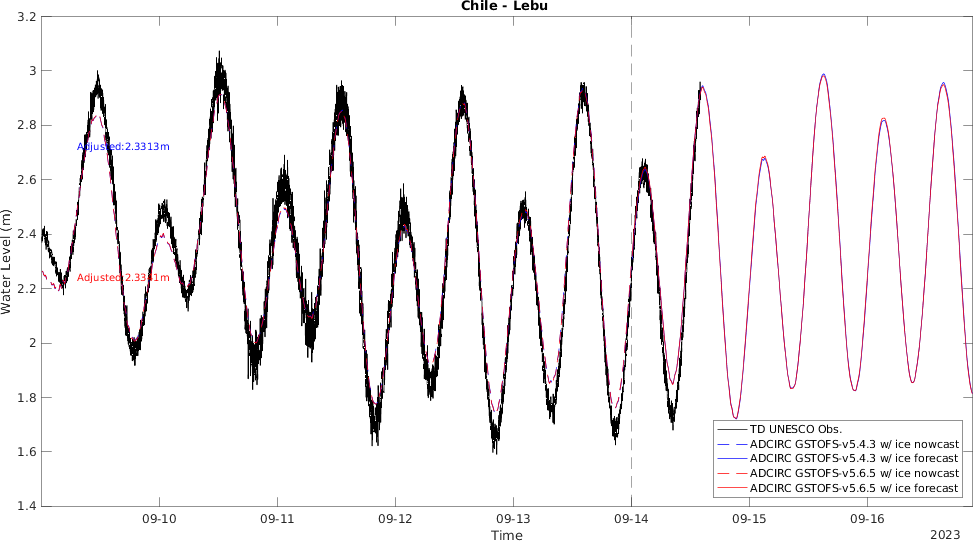 Chile - Lebu
3.2
3
2.8
2.6
2.4
2.2
2
1.8
1.6
1.4
Water Level (m)
Adjusted:2.3313m
Adjusted:2.3341m
TD UNESCO Obs.
ADCIRC GSTOFS-v5.4.3 w/ ice nowcast
ADCIRC GSTOFS-v5.4.3 w/ ice forecast
ADCIRC GSTOFS-v5.6.5 w/ ice nowcast
ADCIRC GSTOFS-v5.6.5 w/ ice forecast
09-10 09-11 09-12 09-13 09-14 09-15 09-16
Time
2023